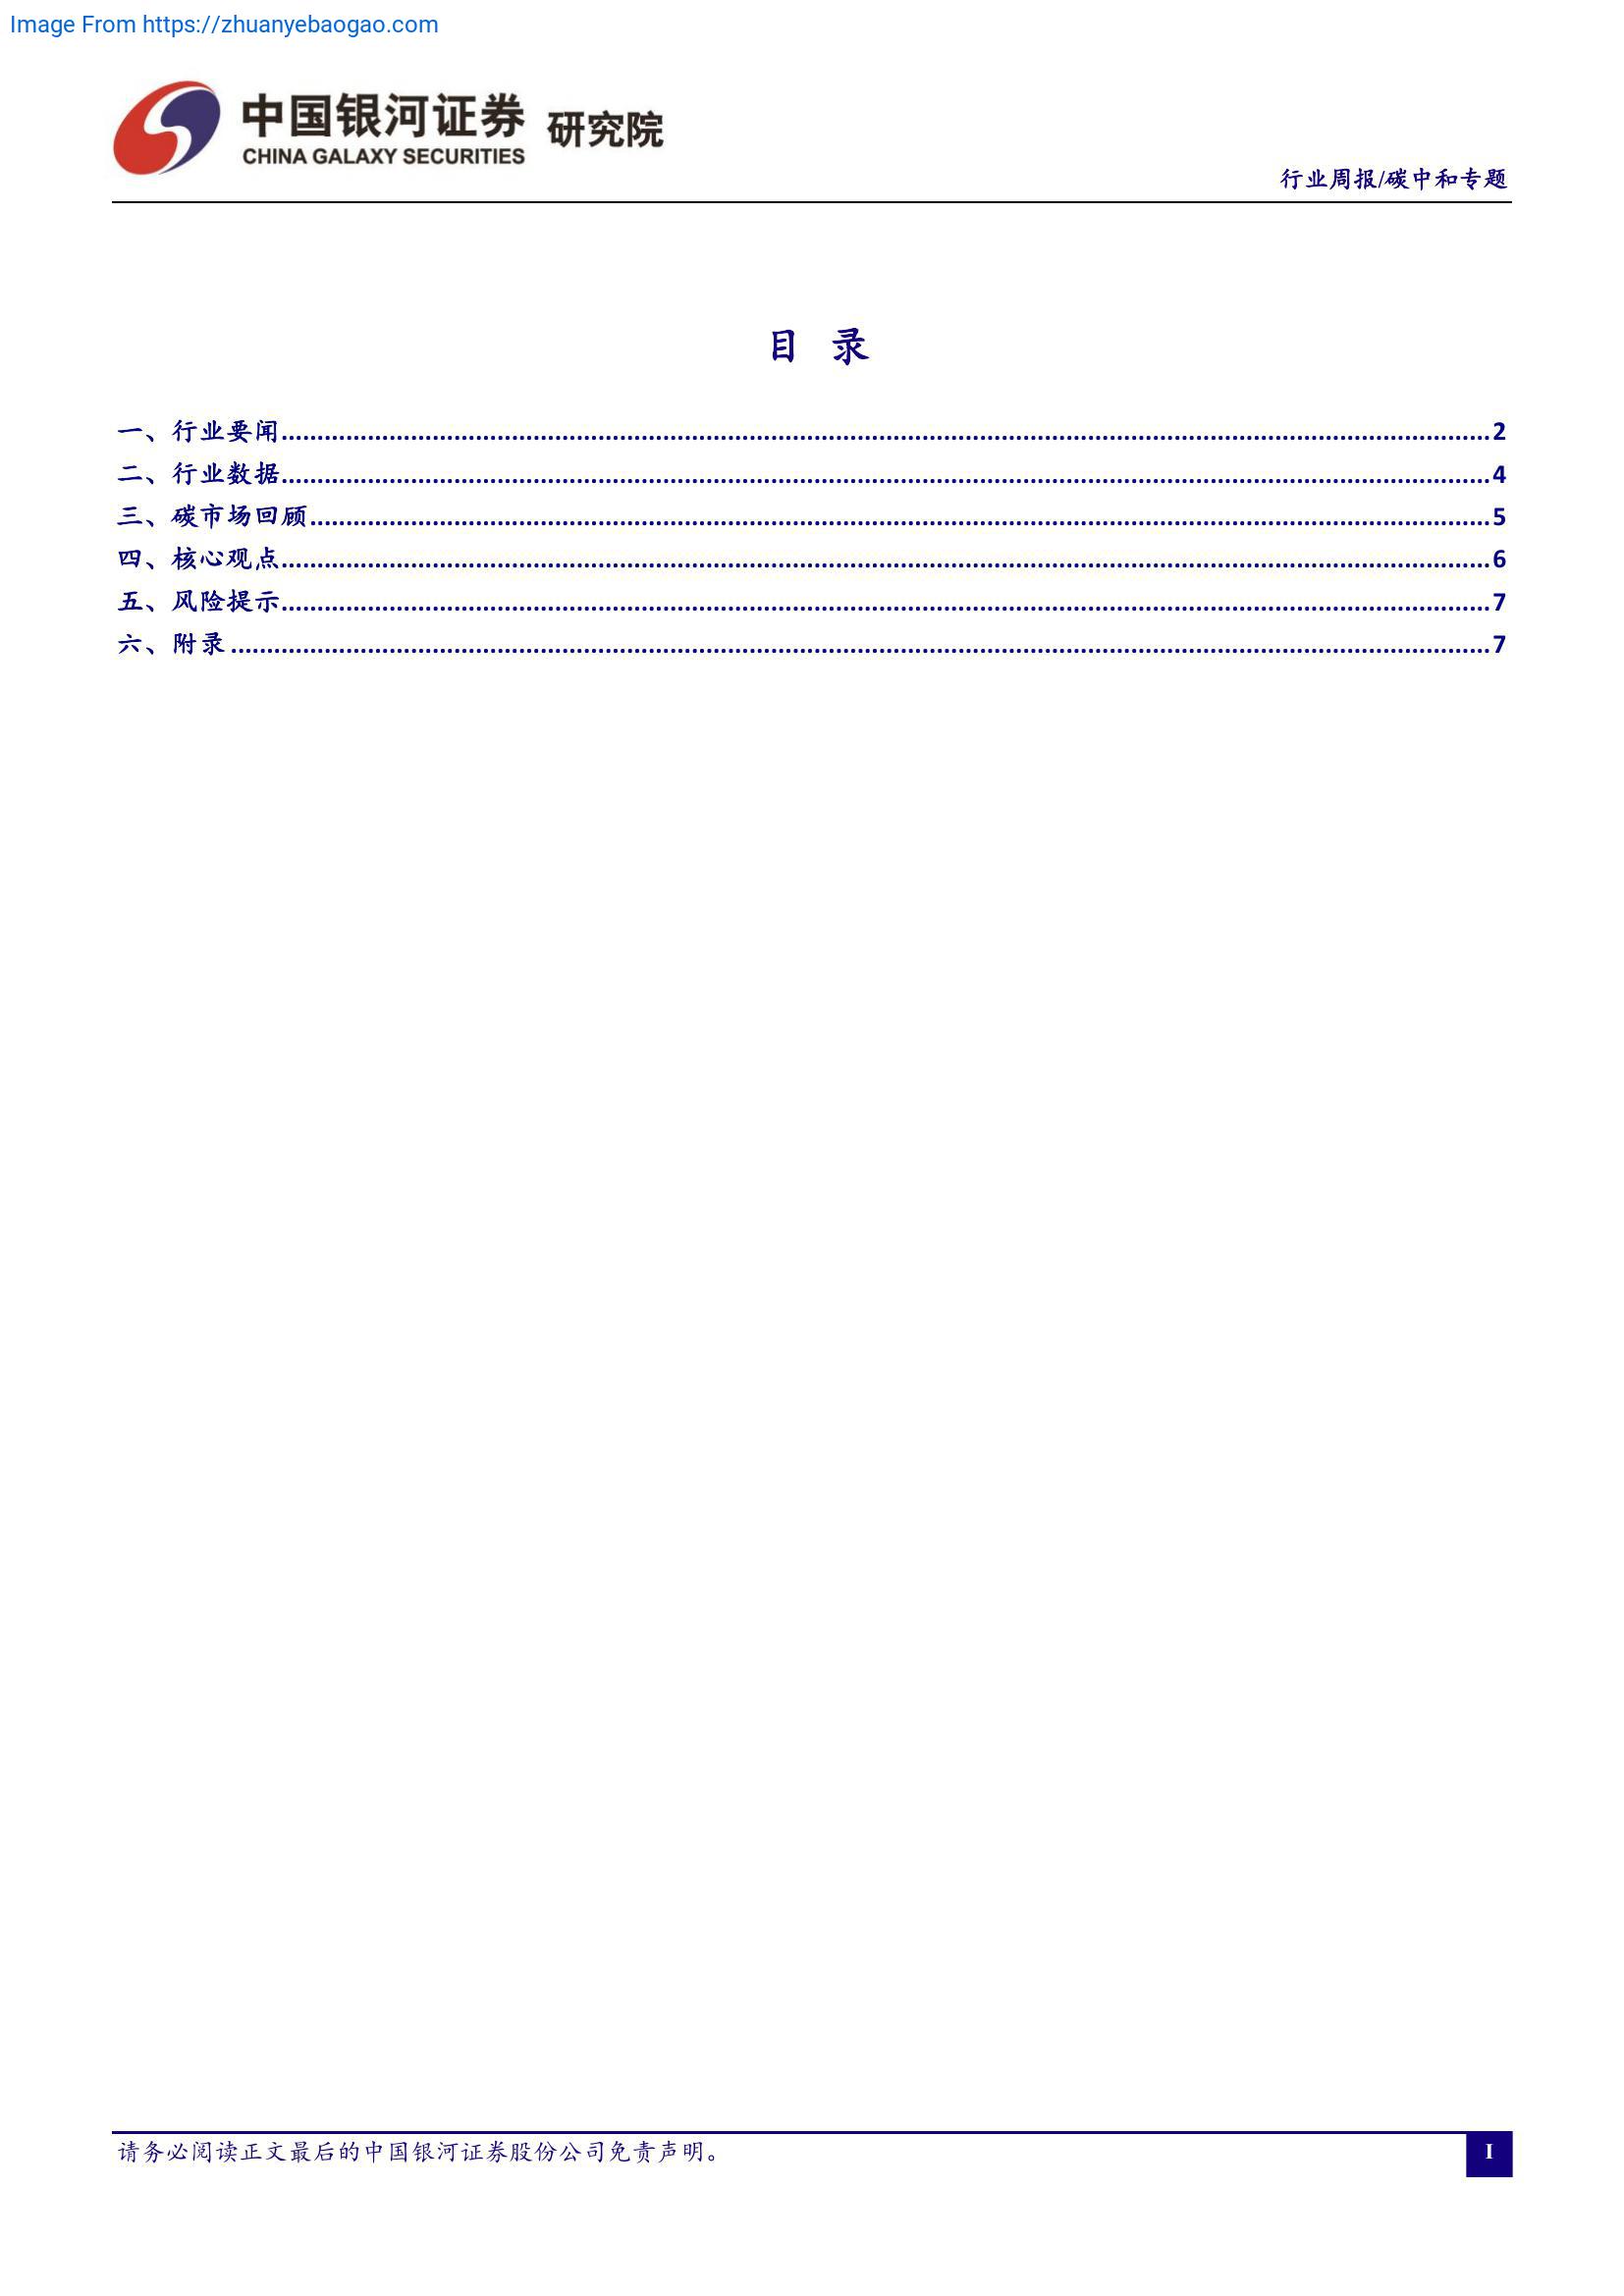 Image From https://zhuanyebaogao.com
中国银河证券 研究院
CHINA GALAXY SECURITIES
行业周报/碳中和专题
目 录
一、行业要闻........................................2
二、行业数据........................................4
三、碳市场回顾........................................5
四、核心观点........................................6
五、风险提示........................................7
六、附录........................................7
请务必阅读正文最后的中国银河证券股份公司免责声明。
I